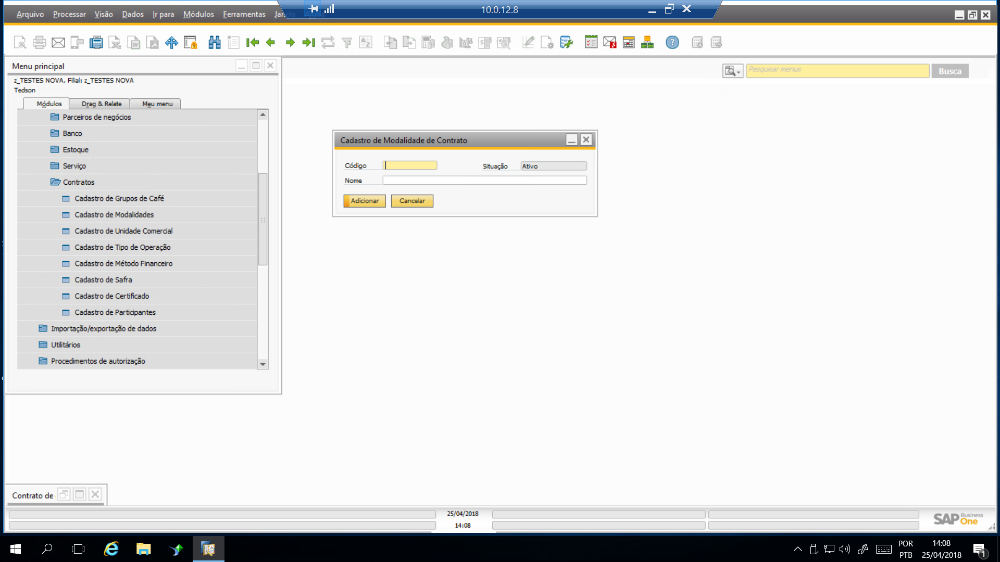 10.0.12.8
Arquivo Processar Visão Dados Ir para Módulos Ferramentas
Menu principal
z_TESTES NOVA, Filial: z_TESTES NOVA
Tedson
Módulos Drag & Relate Meu menu
Parceiros de negócios
Banco
Estoque
Serviço
Contratos
Cadastro de Grupos de Café
Cadastro de Modalidades
Cadastro de Unidade Comercial
Cadastro de Tipo de Operação
Cadastro de Método Financeiro
Cadastro de Safra
Cadastro de Certificado
Cadastro de Participantes
Importação/exportação de dados
Utilitários
Procedimentos de autorização
Pesquisar menus
Busca
Cadastro de Modalidade de Contrato
Código
Situação Ativo
Nome
Adicionar Cancelar
Contrato de
25/04/2018
14:08
SAP Business One
POR
PTB
14:08
25/04/2018
1